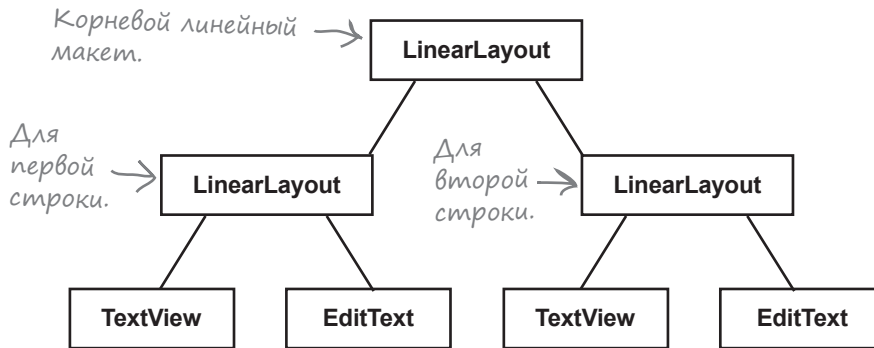 Корневой линейный
макет.
LinearLayout
Для
первой
строки.
LinearLayout
Для
второй
строки.
LinearLayout
TextView
EditText
TextView
EditText